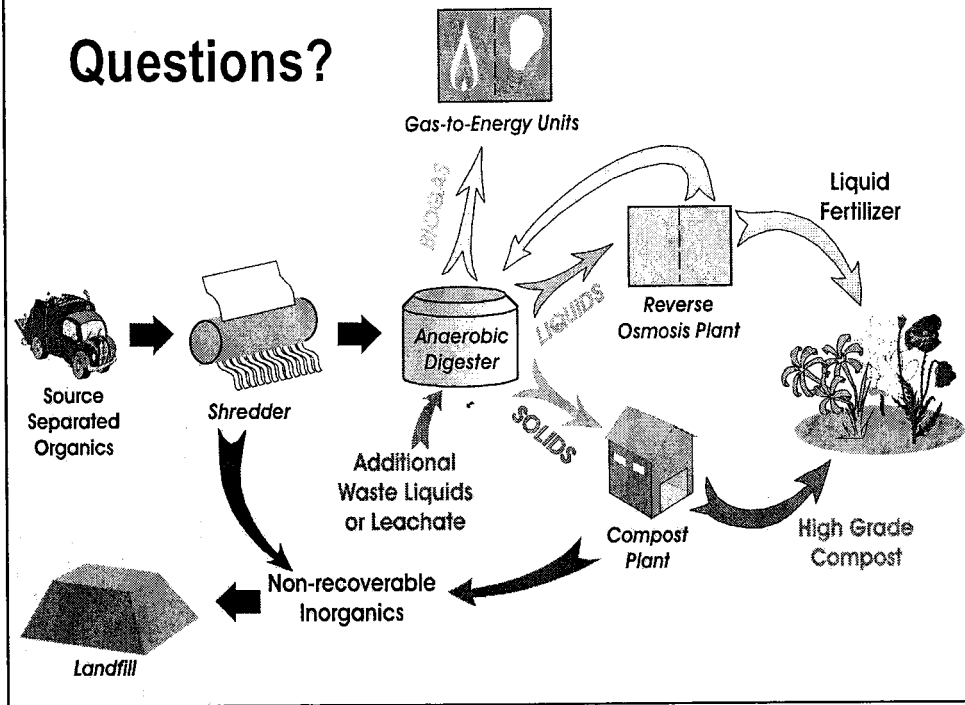 Questions?
Gas-to-Energy Units
BIOGAS
Liquid
Fertilizer
LIQUIDS
Reverse
Osmosis Plant
Anaerobic
Digester
Source
Separated
Organics
Shredder
SOLIDS
Additional
Waste Liquids
or Leachate
Compost
Plant
High Grade
Compost
Non-recoverable
Inorganics
Landfill